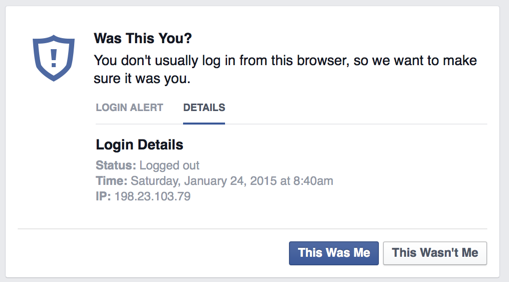 Was This You?
You don't usually log in from this browser, so we want to make
sure it was you.
LOGIN ALERT DETAILS
Login Details
Status: Logged out
Time: Saturday, January 24, 2015 at 8:40am
IP: 198.23.103.79
This Was Me This Wasn't Me